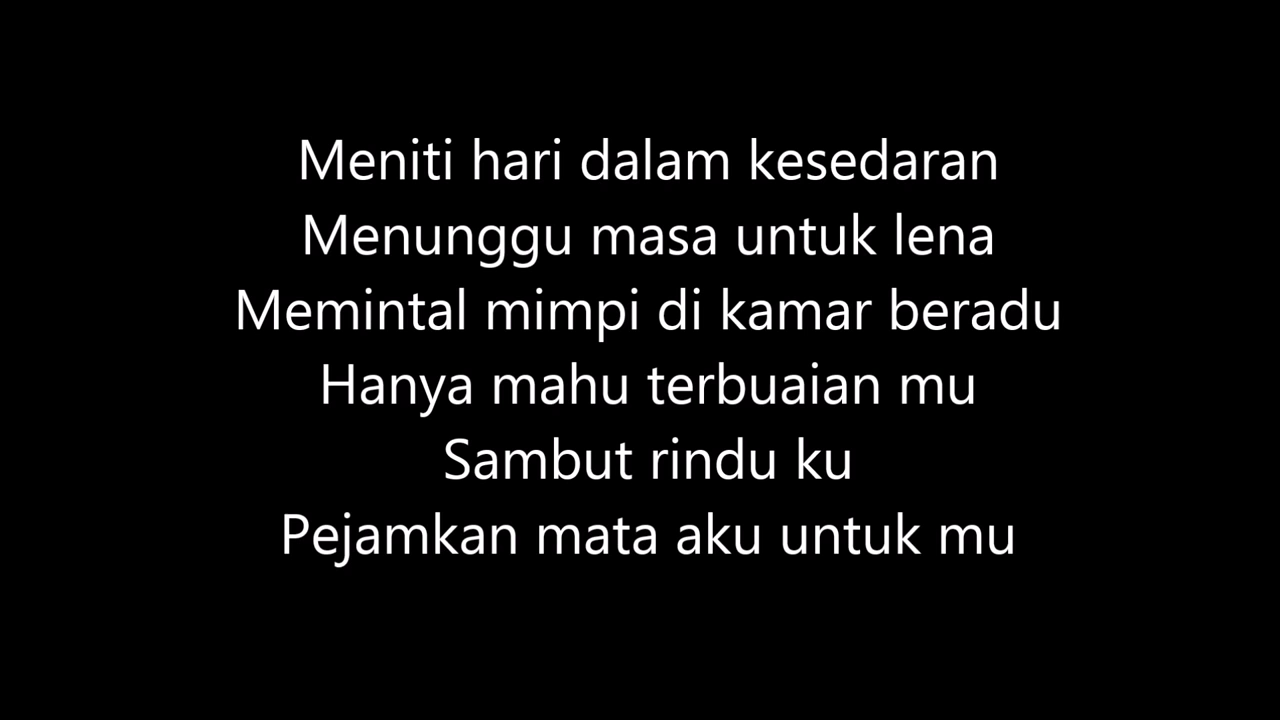 Meniti hari dalam kesedaran
Menunggu masa untuk lena
Memintal mimpi di kamar beradu
Hanya mahu terbuaian mu
Sambut rindu ku
Pejamkan mata aku untuk mu